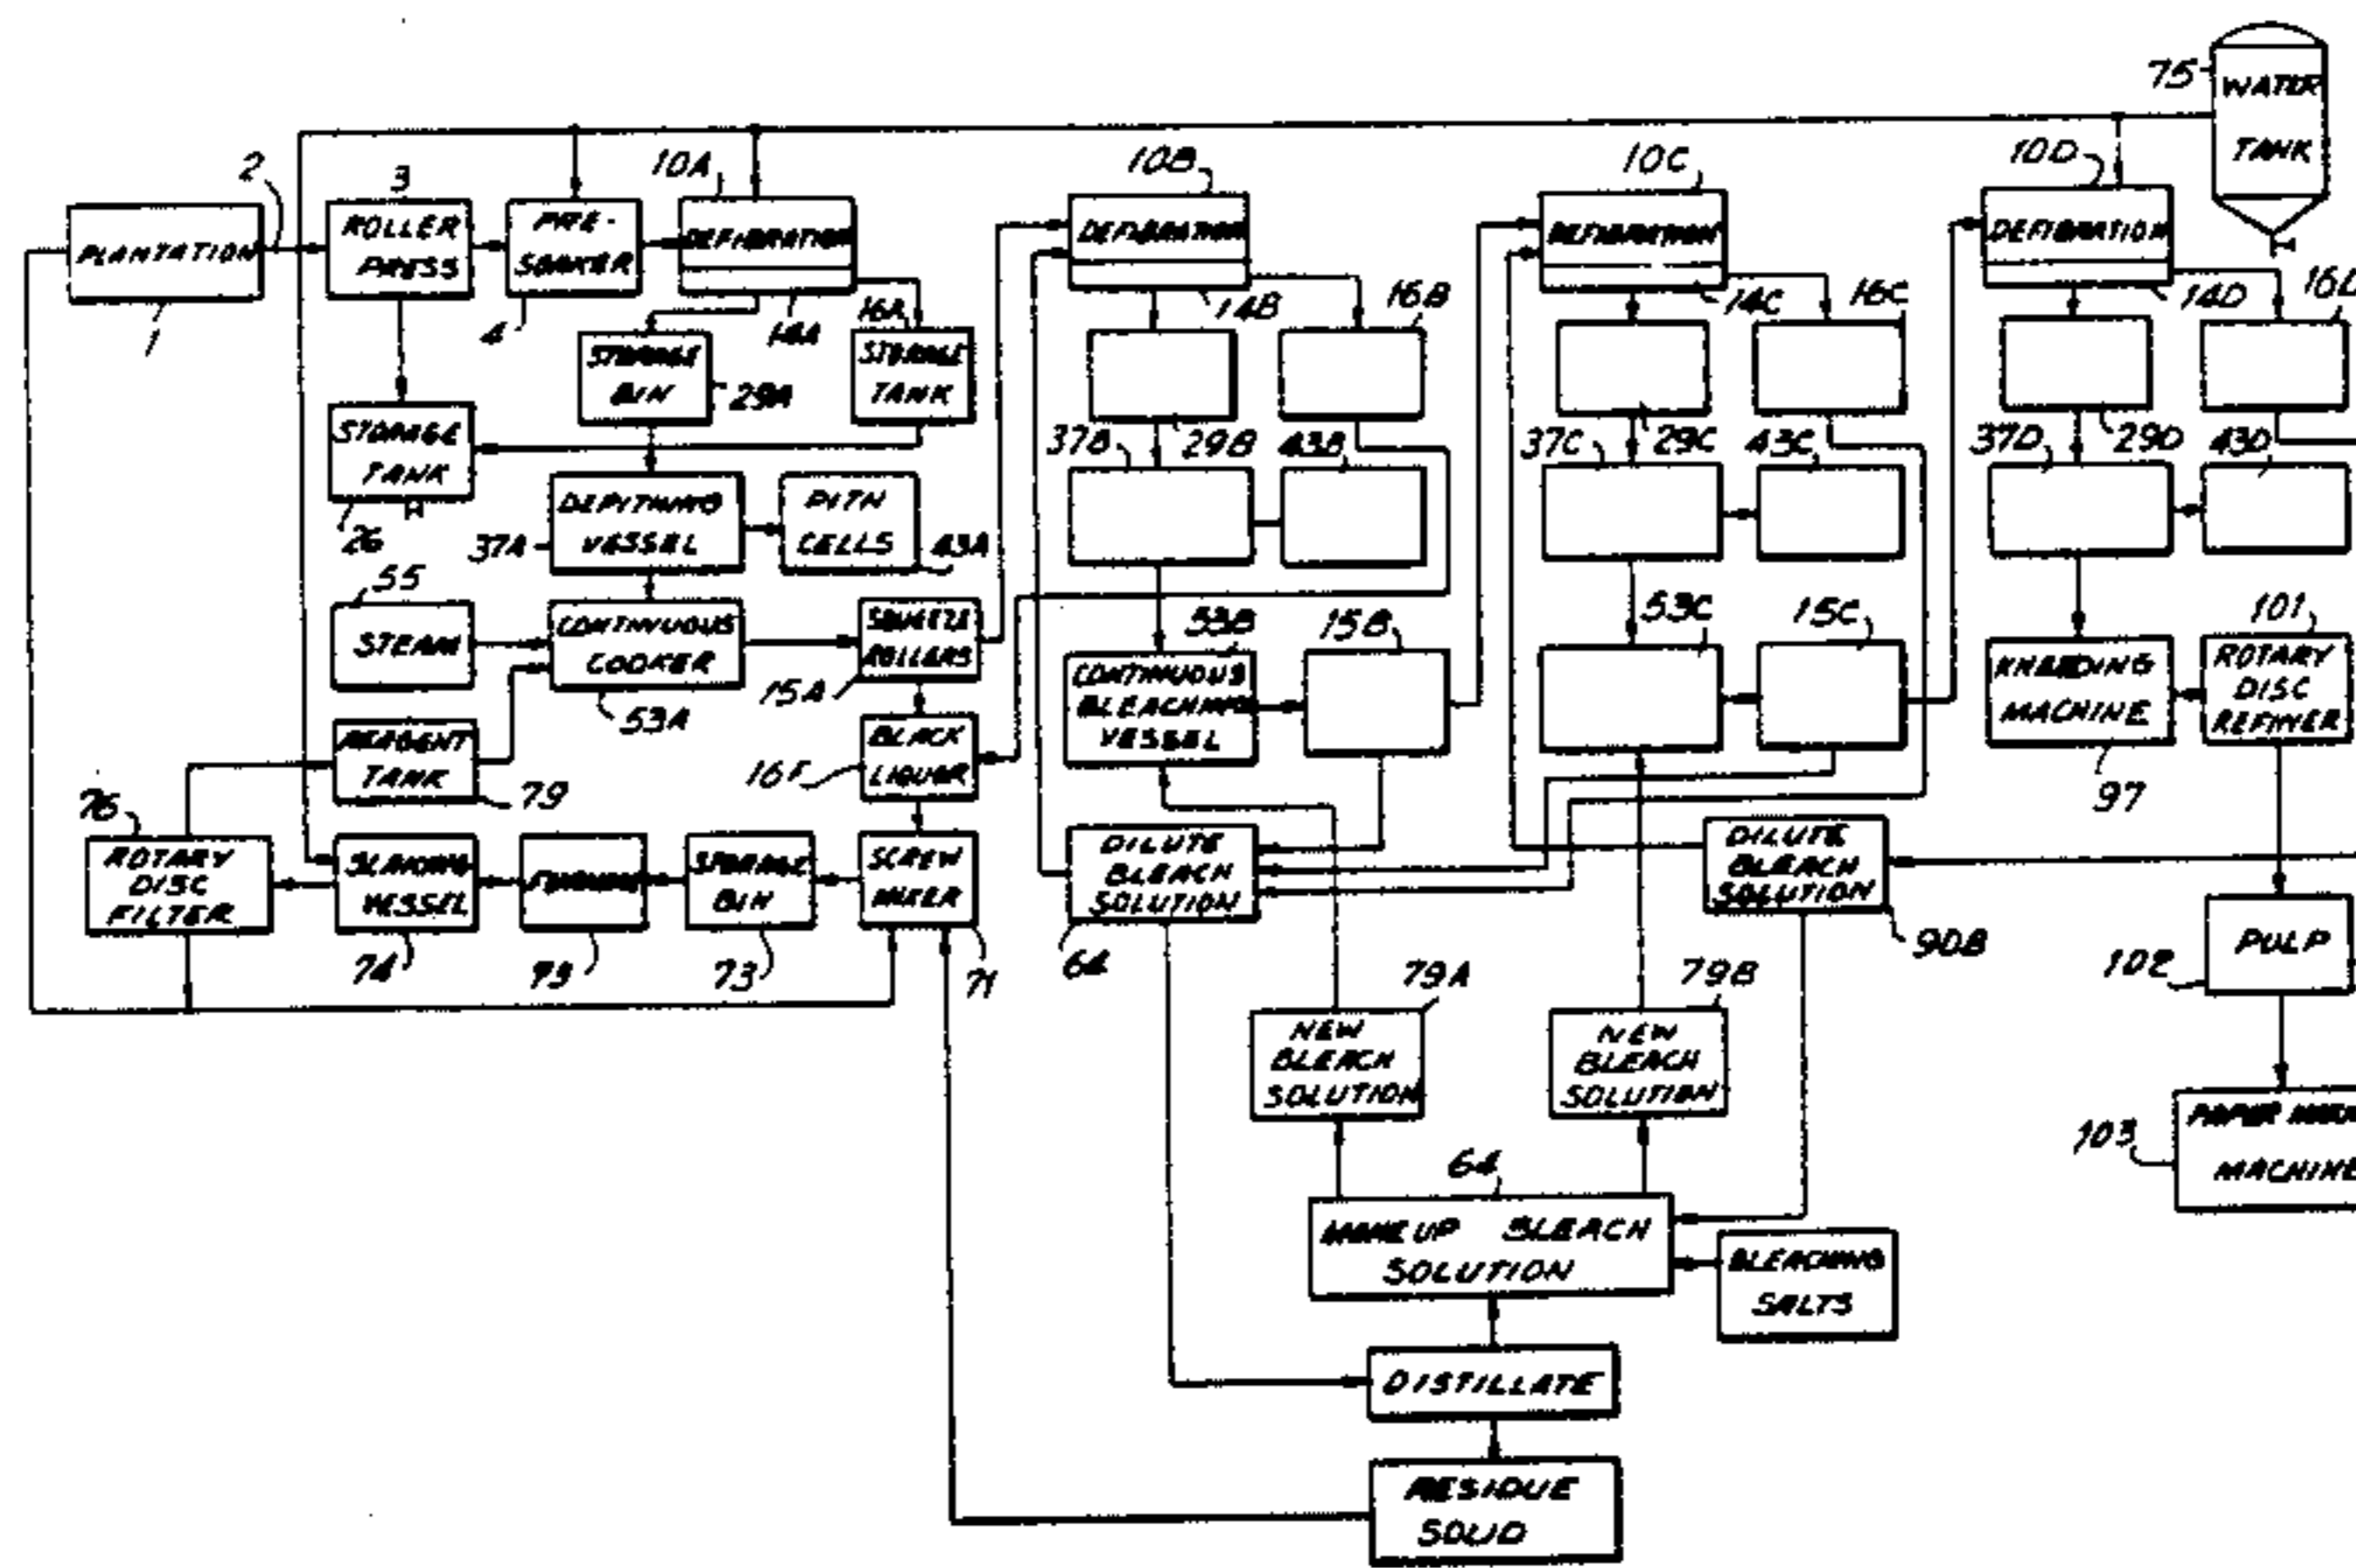 75
WATER
TANK
2
3
10A
10B
10C
10D
PLANTATION
1
ROLLER
PRESS
PRE-
SOAKER
4
DEFIBRATION
14A
DEFIBRATION
14B
DEFIBRATION
14C
DEFIBRATION
14D
16A
16B
16C
16D
STORAGE
BIN
29A
STORAGE
TANK
STORAGE
TANK
26
37B
29B
43B
37C
29C
43C
37D
29D
43D
DEPITHING
VESSEL
37A
PITH
CELLS
43A
55
STEAM
CONTINUOUS
COOKER
53A
SQUEEZE
ROLLERS
15A
53B
CONTINUOUS
BLEACHING
VESSEL
15B
53C
15C
KNEADING
MACHINE
97
101
ROTARY
DISC
REFINER
REAGENT
TANK
79
BLACK
LIQUOR
16F
76
ROTARY
DISC
FILTER
SLAKING
VESSEL
74
FURNACE
STORAGE
BIN
73
SCREW
MIXER
71
DILUTE
BLEACH
SOLUTION
64
DILUTE
BLEACH
SOLUTION
90B
PULP
102
79A
NEW
BLEACH
SOLUTION
79B
NEW
BLEACH
SOLUTION
103
PAPER
MACHINE
64
MAKE UP BLEACH
SOLUTION
BLEACHING
SALTS
DISTILLATE
RESIDUE
SOLID